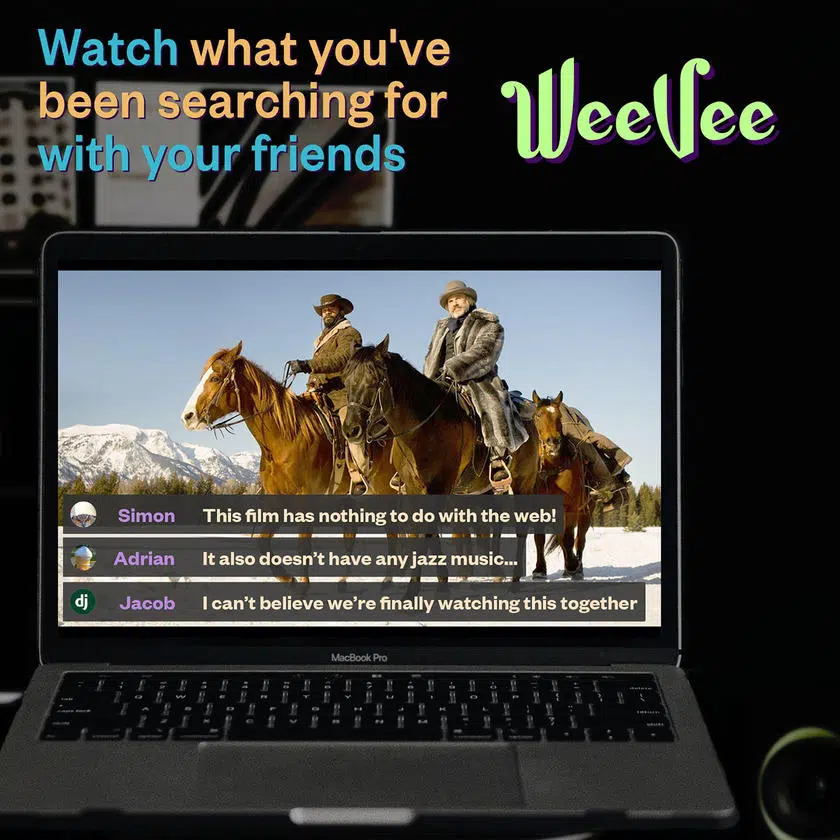 Watch what you've
been searching for
with your friends
WeeVee
Simon This film has nothing to do with the web!
Adrian It also doesn't have any jazz music...
dj Jacob I can't believe we're finally watching this together
MacBook Pro